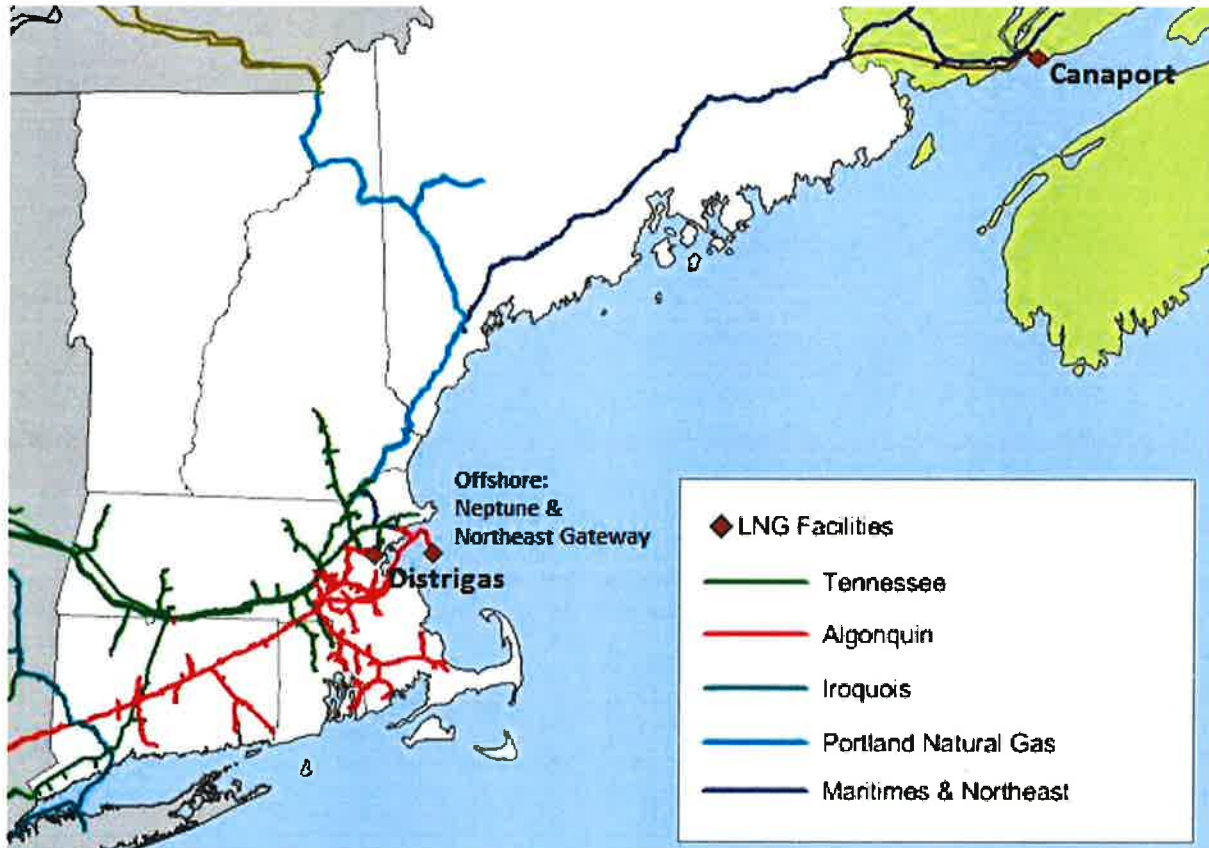 Canaport
Offshore:
Neptune &
Northeast Gateway
Distrigas
LNG Facilities
Tennessee
Algonquin
Iroquois
Portland Natural Gas
Maritimes & Northeast